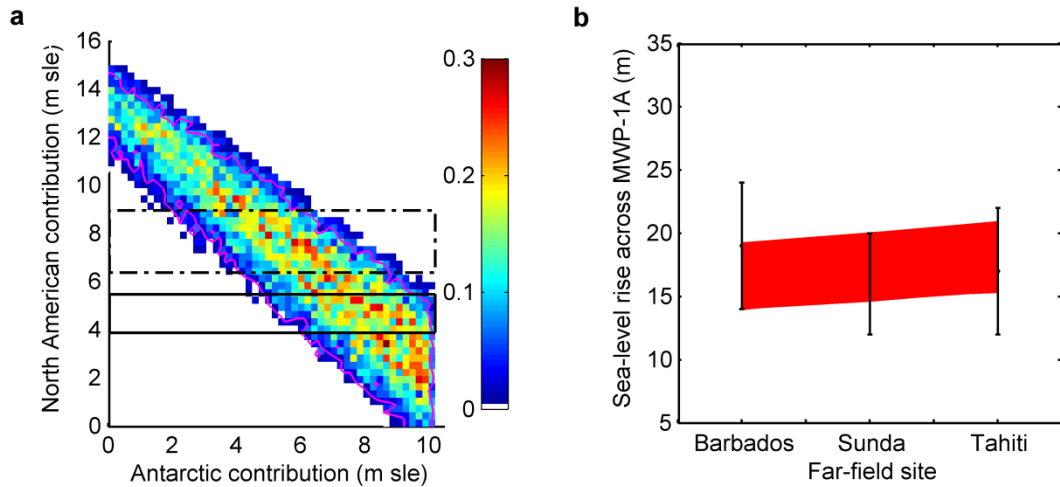 a
North American contribution (m sle)
16
14
12
10
8
6
4
2
0
0 2 4 6 8 10
Antarctic contribution (m sle)
0.3
0.2
0.1
0
b
Sea-level rise across MWP-1A (m)
35
30
25
20
15
10
5
Barbados Sunda Tahiti
Far-field site